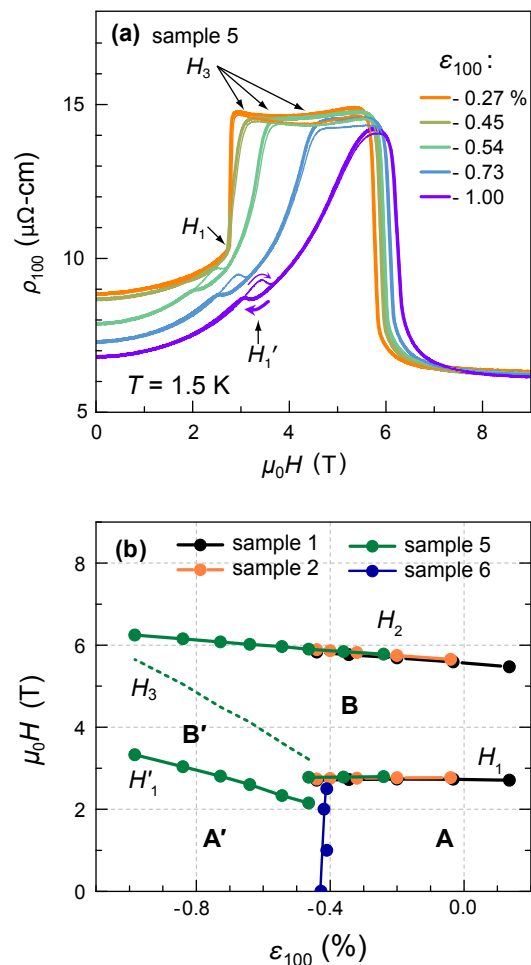 (a) sample 5
H₃
ε₁₀₀ :
- 0.27 %
- 0.45
- 0.54
- 0.73
- 1.00
15
10
5
H₁
H₁′
T = 1.5 K
ρ₁₀₀ (μΩ-cm)
0 2 4 6 8
μ₀H (T)
(b)
sample 1
sample 2
sample 5
sample 6
8
6
4
2
0
H₂
H₃
B
B′
H₁
H′₁
A′
A
μ₀H (T)
-0.8 -0.4 0.0
ε₁₀₀ (%)